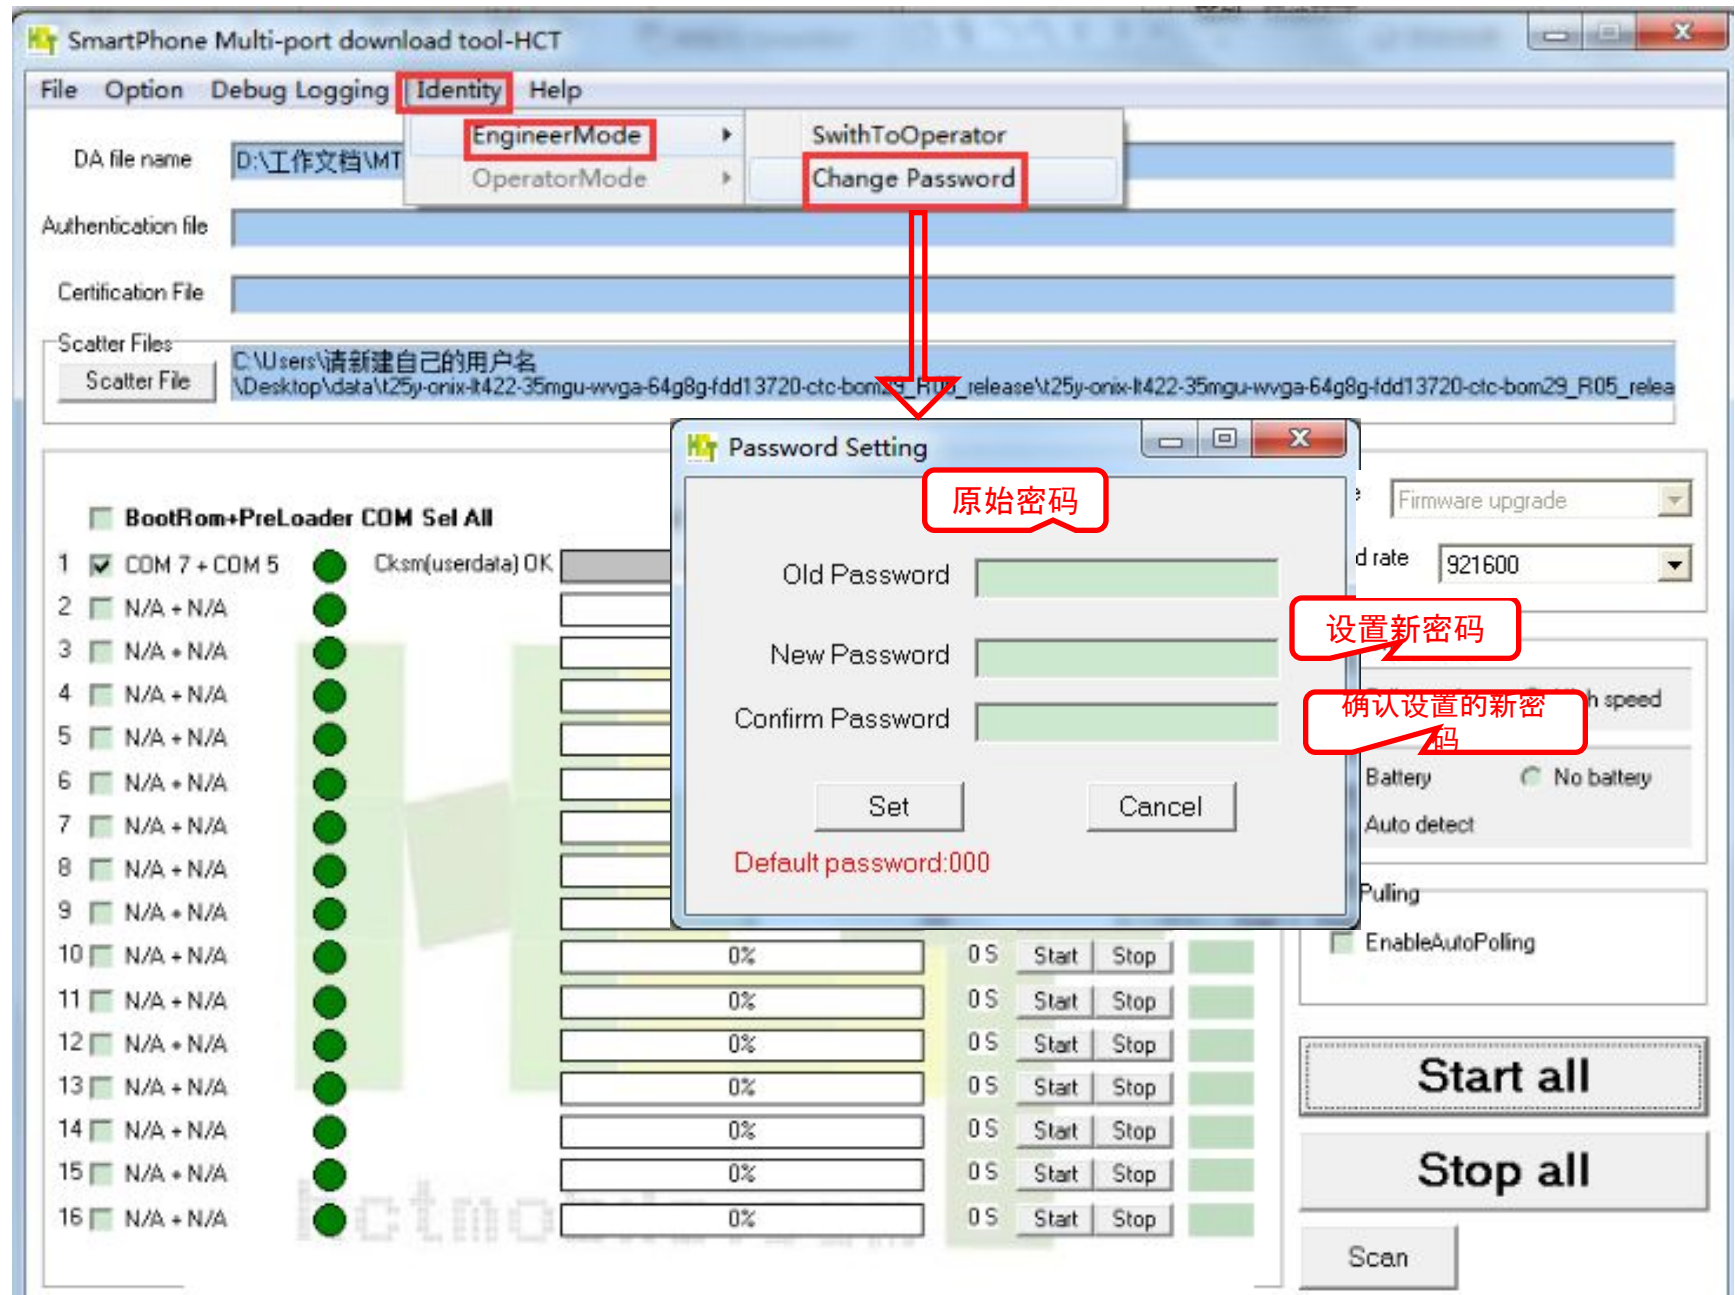 SmartPhone Multi-port download tool-HCT
File Option Debug Logging Identity Help
EngineerMode
OperatorMode
SwithToOperator
Change Password
DA file name
D:\工作文档\MT
Authentication file
Certification File
Scatter Files
Scatter File
C:\Users\请新建自己的用户名
\Desktop\data\t25y-onix-lt422-35mgu-wvga-64g8g-fdd13720-ctc-bom29_R05_release\t25y-onix-lt422-35mgu-wvga-64g8g-fdd13720-ctc-bom29_R05_relea
Password Setting
原始密码
Old Password
New Password
设置新密码
Confirm Password
确认设置的新密
码
Set Cancel
Default password:000
Firmware upgrade
d rate 921600
h speed
Battery No battery
Auto detect
Pulling
EnableAutoPolling
BootRom+PreLoader COM Sel All
1 COM 7 + COM 5 Cksm(userdata) OK
2 N/A + N/A
3 N/A + N/A
4 N/A + N/A
5 N/A + N/A
6 N/A + N/A
7 N/A + N/A
8 N/A + N/A
9 N/A + N/A
10 N/A + N/A 0% 0 S Start Stop
11 N/A + N/A 0% 0 S Start Stop
12 N/A + N/A 0% 0 S Start Stop
13 N/A + N/A 0% 0 S Start Stop
14 N/A + N/A 0% 0 S Start Stop
15 N/A + N/A 0% 0 S Start Stop
16 N/A + N/A 0% 0 S Start Stop
Start all
Stop all
Scan